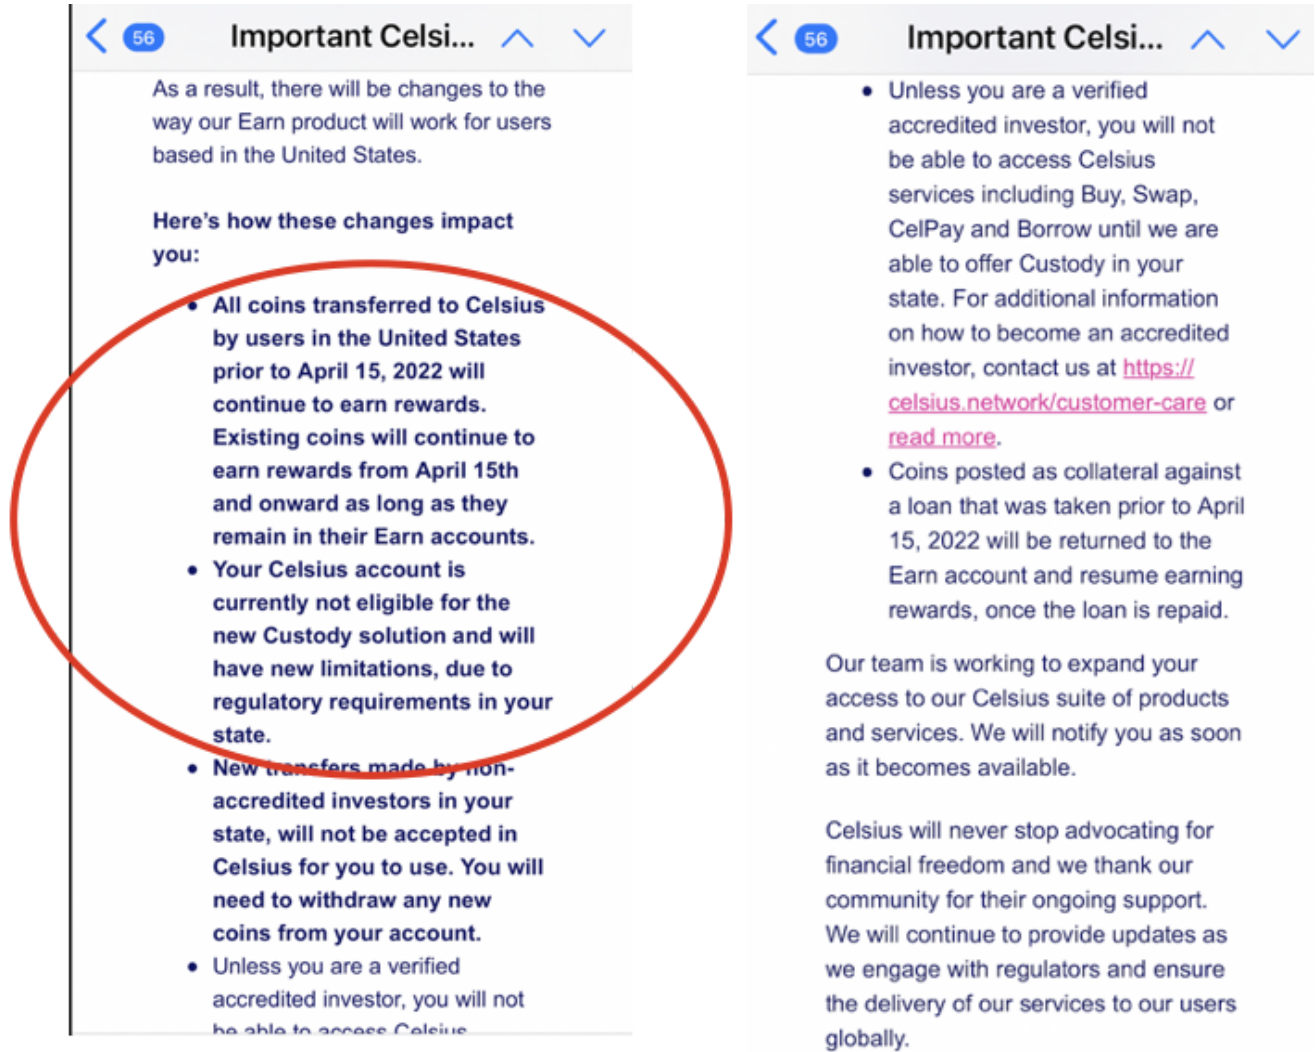 56
Important Celsi...
As a result, there will be changes to the
way our Earn product will work for users
based in the United States.
Here's how these changes impact
you:
• All coins transferred to Celsius
by users in the United States
prior to April 15, 2022 will
continue to earn rewards.
Existing coins will continue to
earn rewards from April 15th
and onward as long as they
remain in their Earn accounts.
• Your Celsius account is
currently not eligible for the
new Custody solution and will
have new limitations, due to
regulatory requirements in your
state.
• New transfers made by non-
accredited investors in your
state, will not be accepted in
Celsius for you to use. You will
need to withdraw any new
coins from your account.
• Unless you are a verified
accredited investor, you will not
be able to access Celsius
56
Important Celsi...
• Unless you are a verified
accredited investor, you will not
be able to access Celsius
services including Buy, Swap,
CelPay and Borrow until we are
able to offer Custody in your
state. For additional information
on how to become an accredited
investor, contact us at https://
celsius.network/customer-care or
read more.
• Coins posted as collateral against
a loan that was taken prior to April
15, 2022 will be returned to the
Earn account and resume earning
rewards, once the loan is repaid.
Our team is working to expand your
access to our Celsius suite of products
and services. We will notify you as soon
as it becomes available.
Celsius will never stop advocating for
financial freedom and we thank our
community for their ongoing support.
We will continue to provide updates as
we engage with regulators and ensure
the delivery of our services to our users
globally.